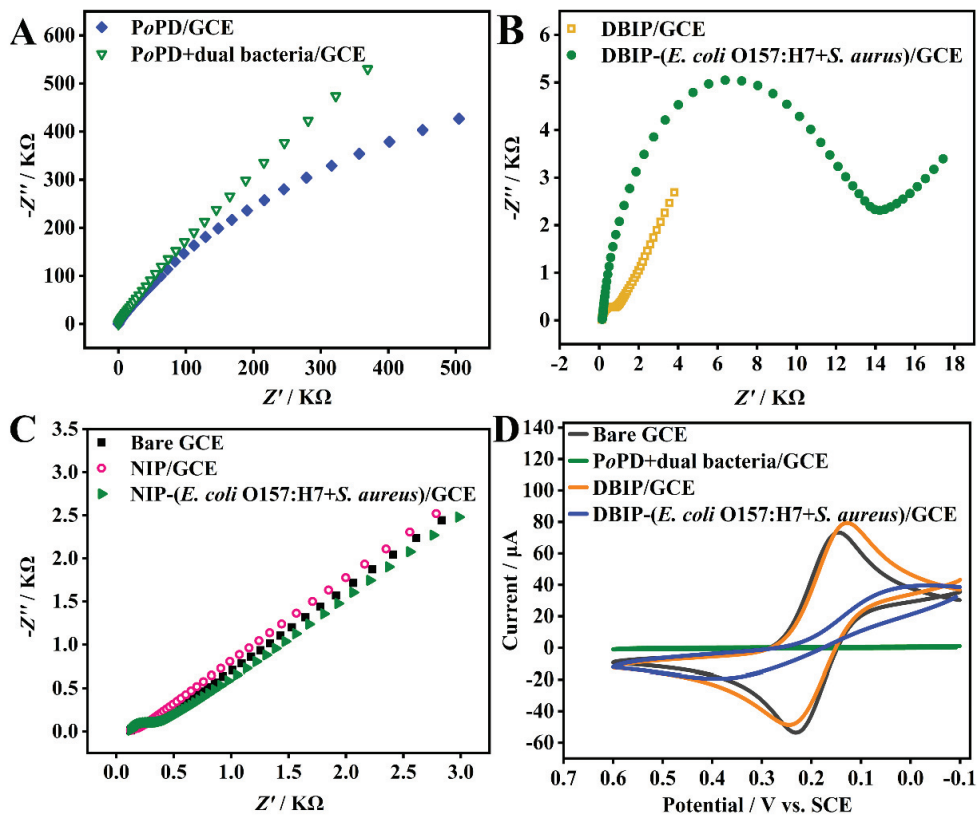 A
PoPD/GCE
PoPD+dual bacteria/GCE
600
500
400
300
200
100
0
-Z'' / KΩ
0 100 200 300 400 500
Z' / KΩ
B
DBIP/GCE
DBIP-(E. coli O157:H7+S. aurus)/GCE
6
5
4
3
2
1
0
-Z'' / KΩ
-2 0 2 4 6 8 10 12 14 16 18
Z' / KΩ
C
Bare GCE
NIP/GCE
NIP-(E. coli O157:H7+S. aureus)/GCE
3.5
3.0
2.5
2.0
1.5
1.0
0.5
0.0
-Z'' / KΩ
0.0 0.5 1.0 1.5 2.0 2.5 3.0
Z' / KΩ
D
Bare GCE
PoPD+dual bacteria/GCE
DBIP/GCE
DBIP-(E. coli O157:H7+S. aureus)/GCE
140
120
100
80
60
40
20
0
-20
-40
-60
Current / μA
0.7 0.6 0.5 0.4 0.3 0.2 0.1 0.0 -0.1
Potential / V vs. SCE